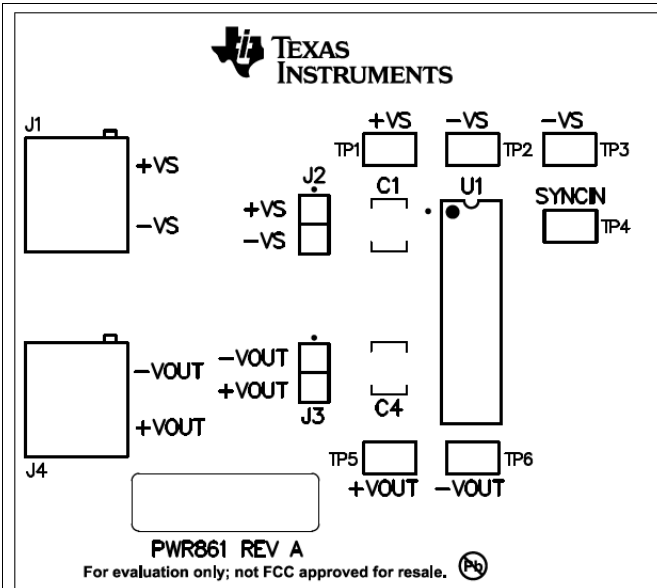 TEXAS
INSTRUMENTS
J1
+VS
-VS
J2
+VS
-VS
+VS
TP1
-VS
TP2
-VS
TP3
C1
U1
SYNCIN
TP4
-VOUT
+VOUT
J4
-VOUT
+VOUT
J3
C4
TP5
+VOUT
TP6
-VOUT
PWR861 REV A
For evaluation only; not FCC approved for resale.
Pb